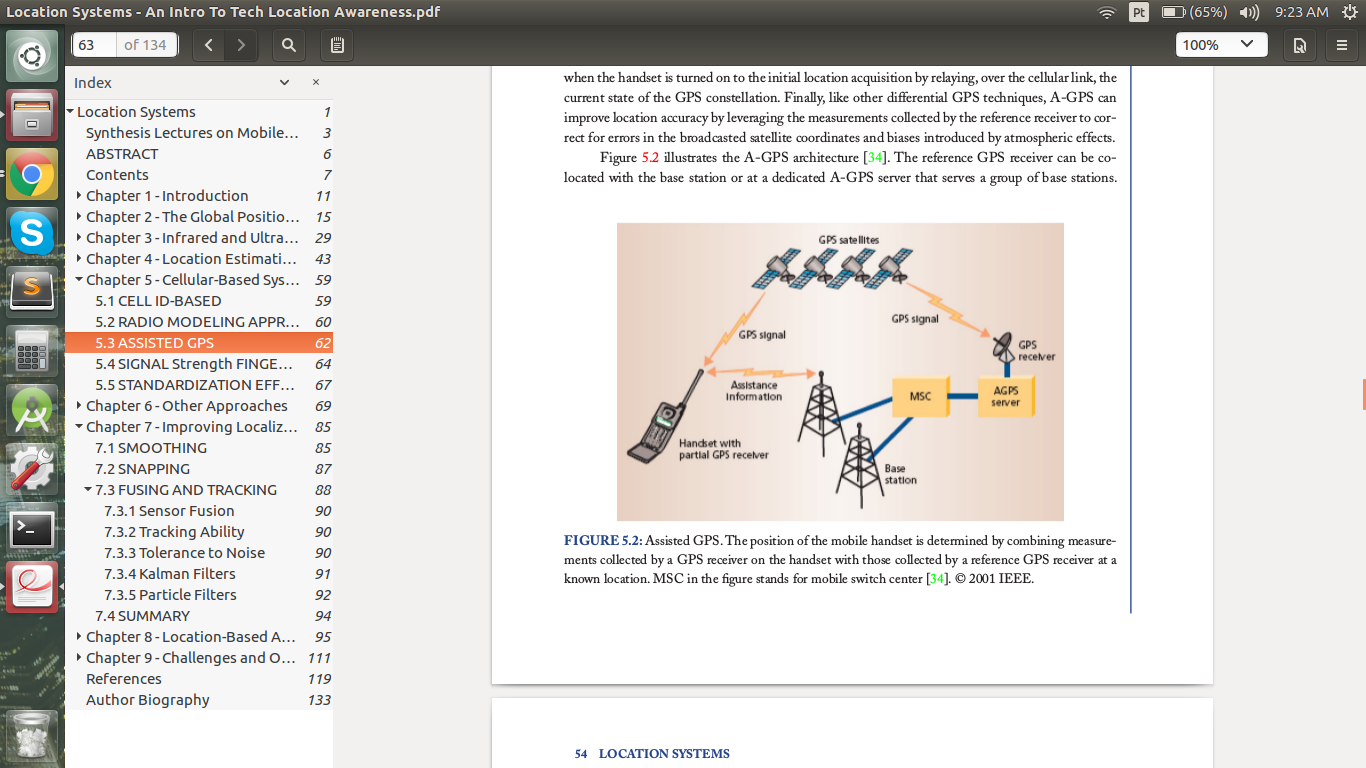 Location Systems - An Intro To Tech Location Awareness.pdf
Pt
(65%)
9:23 AM
63 of 134
100%
Index
Location Systems 1
Synthesis Lectures on Mobile... 3
ABSTRACT 6
Contents 7
Chapter 1 - Introduction 11
Chapter 2 - The Global Positio... 15
Chapter 3 - Infrared and Ultra... 29
Chapter 4 - Location Estimati... 43
Chapter 5 - Cellular-Based Sys... 59
5.1 CELL ID-BASED 59
5.2 RADIO MODELING APPR... 60
5.3 ASSISTED GPS 62
5.4 SIGNAL Strength FINGE... 64
5.5 STANDARDIZATION EFF... 67
Chapter 6 - Other Approaches 69
Chapter 7 - Improving Localiz... 85
7.1 SMOOTHING 85
7.2 SNAPPING 87
7.3 FUSING AND TRACKING 88
7.3.1 Sensor Fusion 90
7.3.2 Tracking Ability 90
7.3.3 Tolerance to Noise 90
7.3.4 Kalman Filters 91
7.3.5 Particle Filters 92
7.4 SUMMARY 94
Chapter 8 - Location-Based A... 95
Chapter 9 - Challenges and O... 111
References 119
Author Biography 133
when the handset is turned on to the initial location acquisition by relaying, over the cellular link, the
current state of the GPS constellation. Finally, like other differential GPS techniques, A-GPS can
improve location accuracy by leveraging the measurements collected by the reference receiver to cor-
rect for errors in the broadcasted satellite coordinates and biases introduced by atmospheric effects.
Figure 5.2 illustrates the A-GPS architecture [34]. The reference GPS receiver can be co-
located with the base station or at a dedicated A-GPS server that serves a group of base stations.
GPS satellites
GPS signal
GPS signal
GPS
receiver
Assistance
Information
MSC
AGPS
server
Handset with
partial GPS receiver
Base
station
FIGURE 5.2: Assisted GPS. The position of the mobile handset is determined by combining measure-
ments collected by a GPS receiver on the handset with those collected by a reference GPS receiver at a
known location. MSC in the figure stands for mobile switch center [34]. © 2001 IEEE.
54 LOCATION SYSTEMS